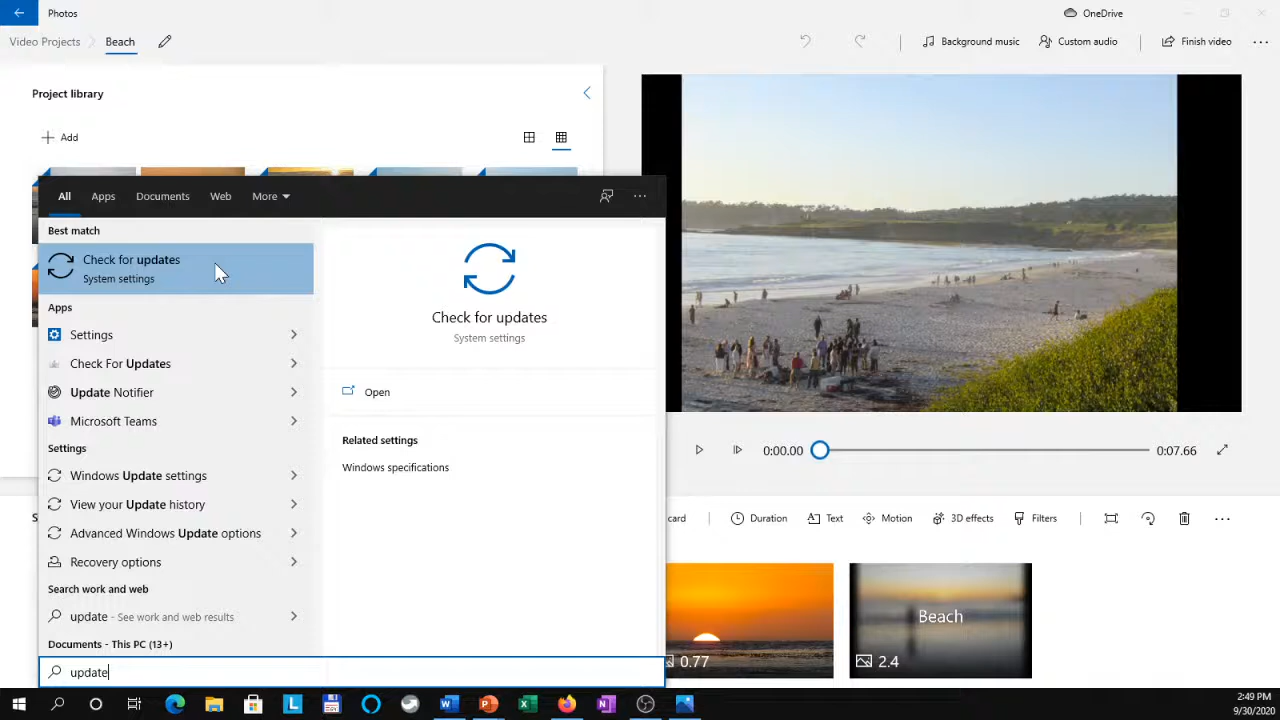 Photos
OneDrive
Video Projects
Beach
Background music
Custom audio
Finish video
Project library
Add
All
Apps
Documents
Web
More
Best match
Check for updates
System settings
Apps
Settings
Check For Updates
Update Notifier
Microsoft Teams
Settings
Windows Update settings
View your Update history
Advanced Windows Update options
Recovery options
Search work and web
update - See work and web results
Documents - This PC (13+)
update
Check for updates
System settings
Open
Related settings
Windows specifications
0:00.00
0:07.66
card
Duration
Text
Motion
3D effects
Filters
0.77
Beach
2.4
2:49 PM
9/30/2020